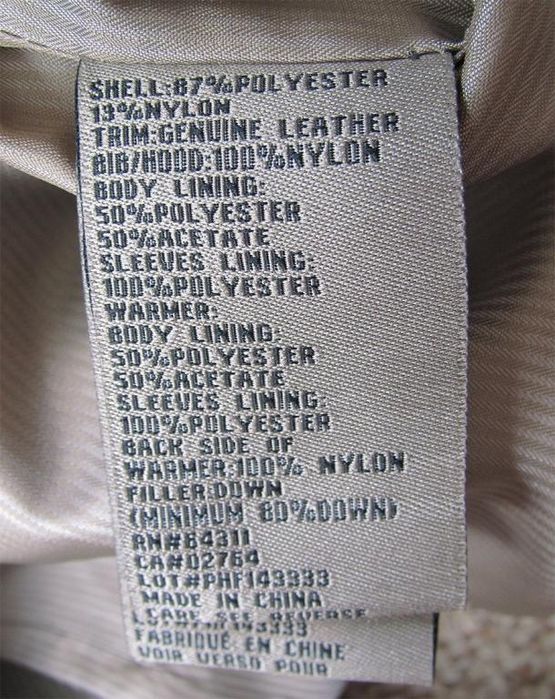 SHELL:87%POLYESTER
13%NYLON
TRIM:GENUINE LEATHER
BIB/HOOD:100%NYLON
BODY LINING:
50%POLYESTER
50%ACETATE
SLEEVES LINING:
100%POLYESTER
WARMER:
BODY LINING:
50%POLYESTER
50%ACETATE
SLEEVES LINING:
100%POLYESTER
BACK SIDE OF
WARMER:100% NYLON
FILLER:DOWN
(MINIMUM 80%DOWN)
RN#64311
CA#02764
LOT#PHF143333
MADE IN CHINA
CARE SEE REVERSE
FABRIQUÉ EN CHINE
VOIR VERSO POUR